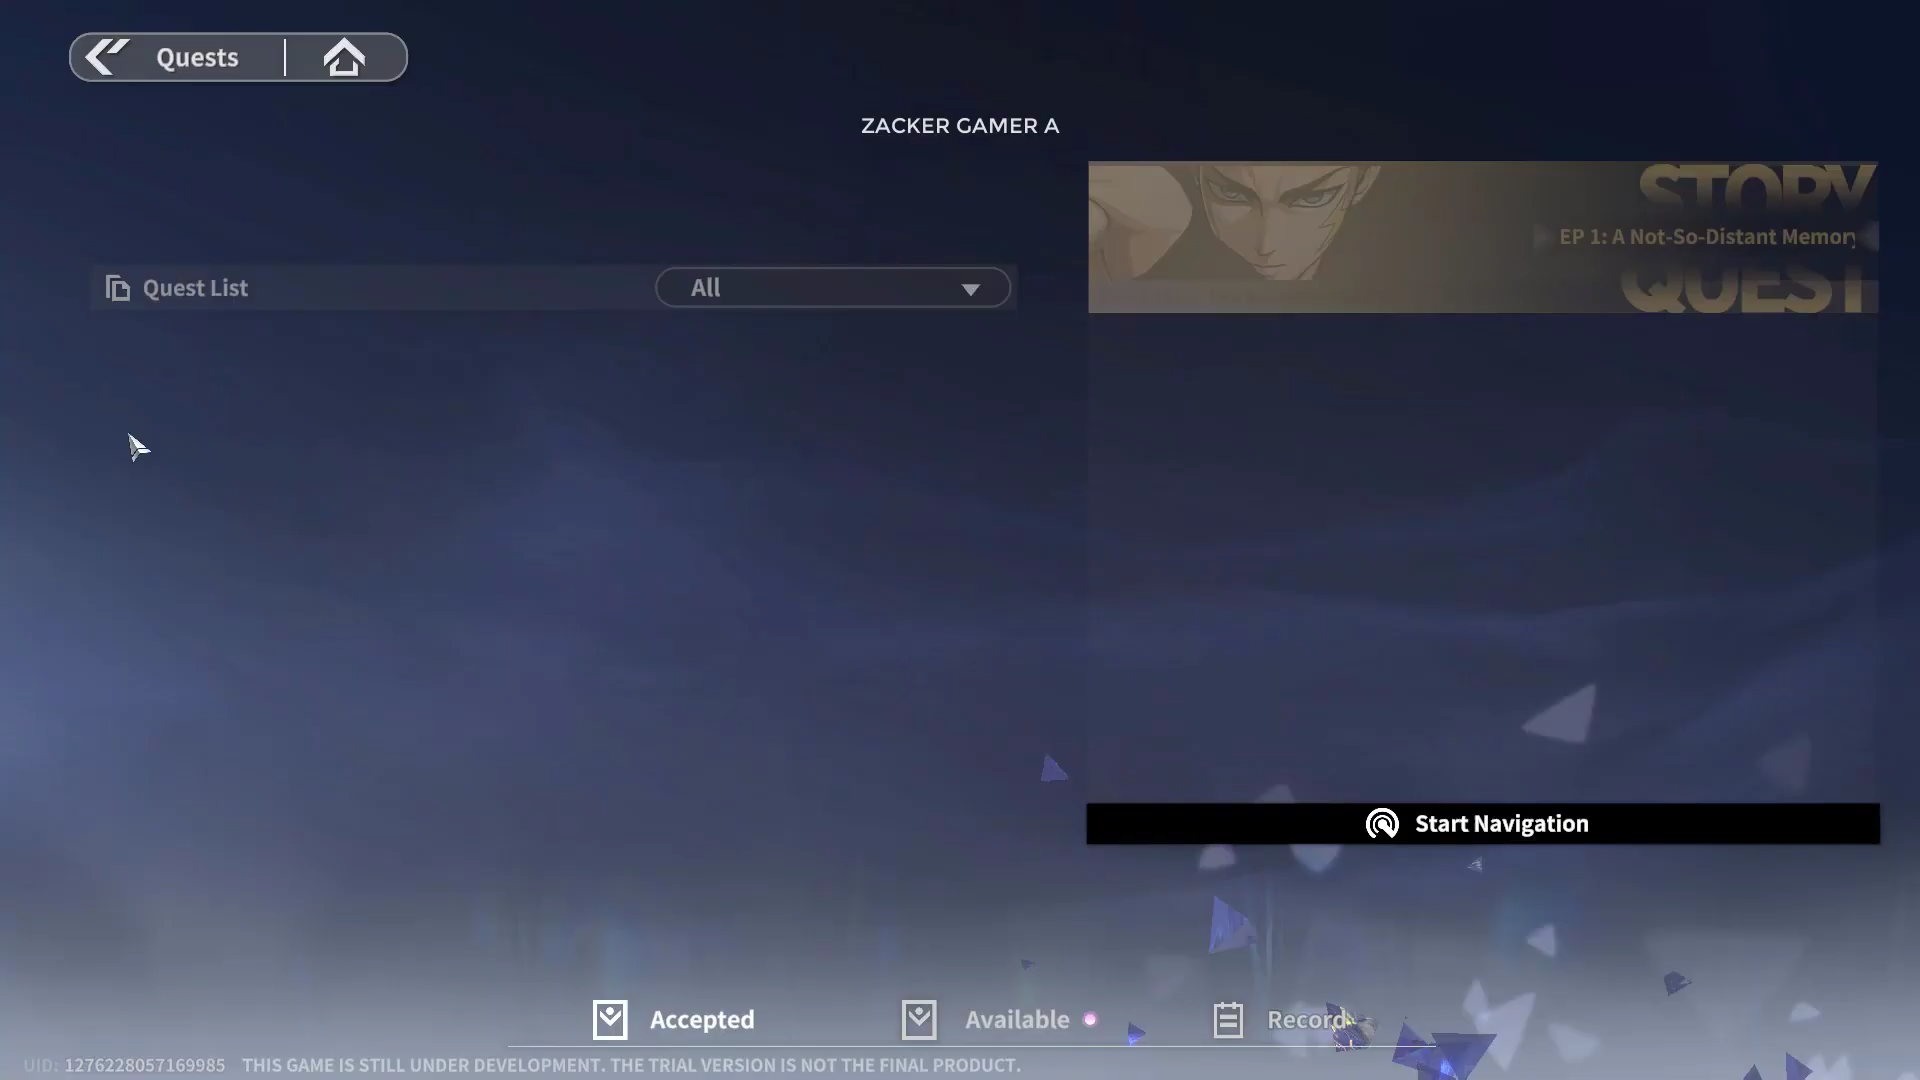 Quests
ZACKER GAMER A
STORY
EP 1: A Not-So-Distant Memory
QUEST
Quest List
All
Start Navigation
Accepted
Available
Record
UID: 1276228057169985 THIS GAME IS STILL UNDER DEVELOPMENT. THE TRIAL VERSION IS NOT THE FINAL PRODUCT.